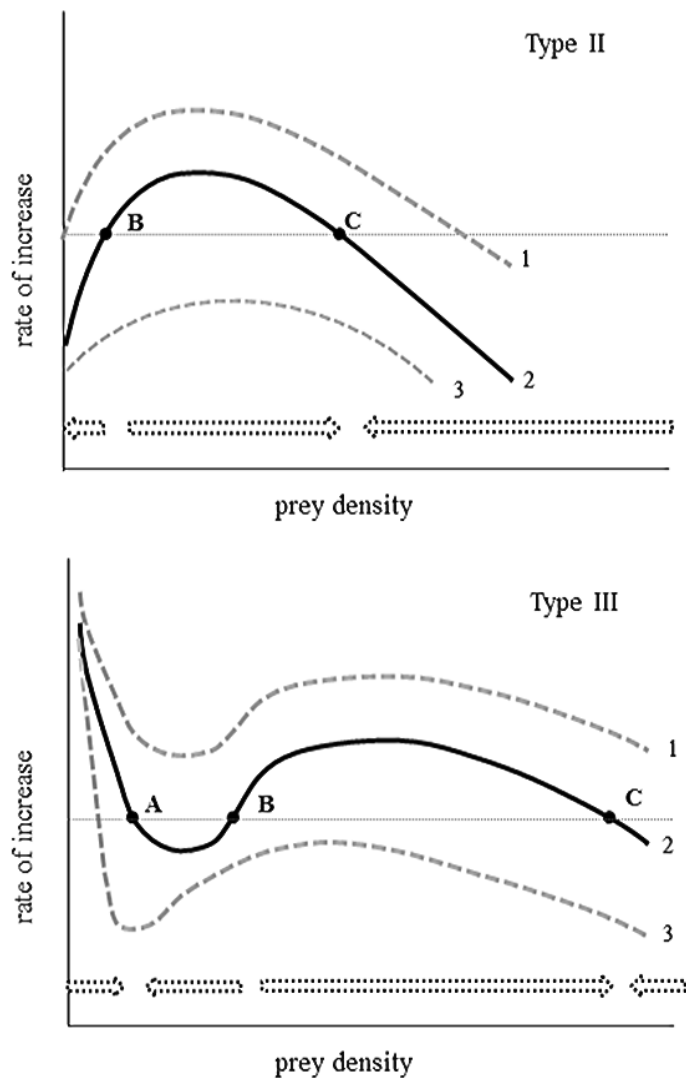 Type II
rate of increase
B
C
1
2
3
prey density
Type III
rate of increase
A
B
C
1
2
3
prey density